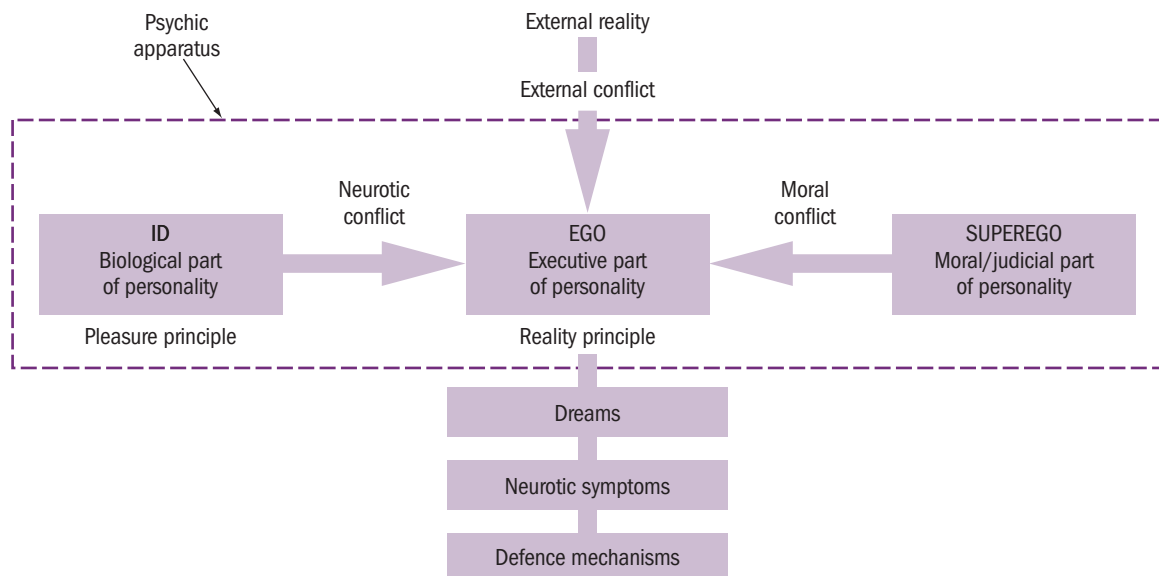 Psychic
apparatus
External reality
External conflict
Neurotic
conflict
Moral
conflict
ID
Biological part
of personality
EGO
Executive part
of personality
SUPEREGO
Moral/judicial part
of personality
Pleasure principle
Reality principle
Dreams
Neurotic symptoms
Defence mechanisms